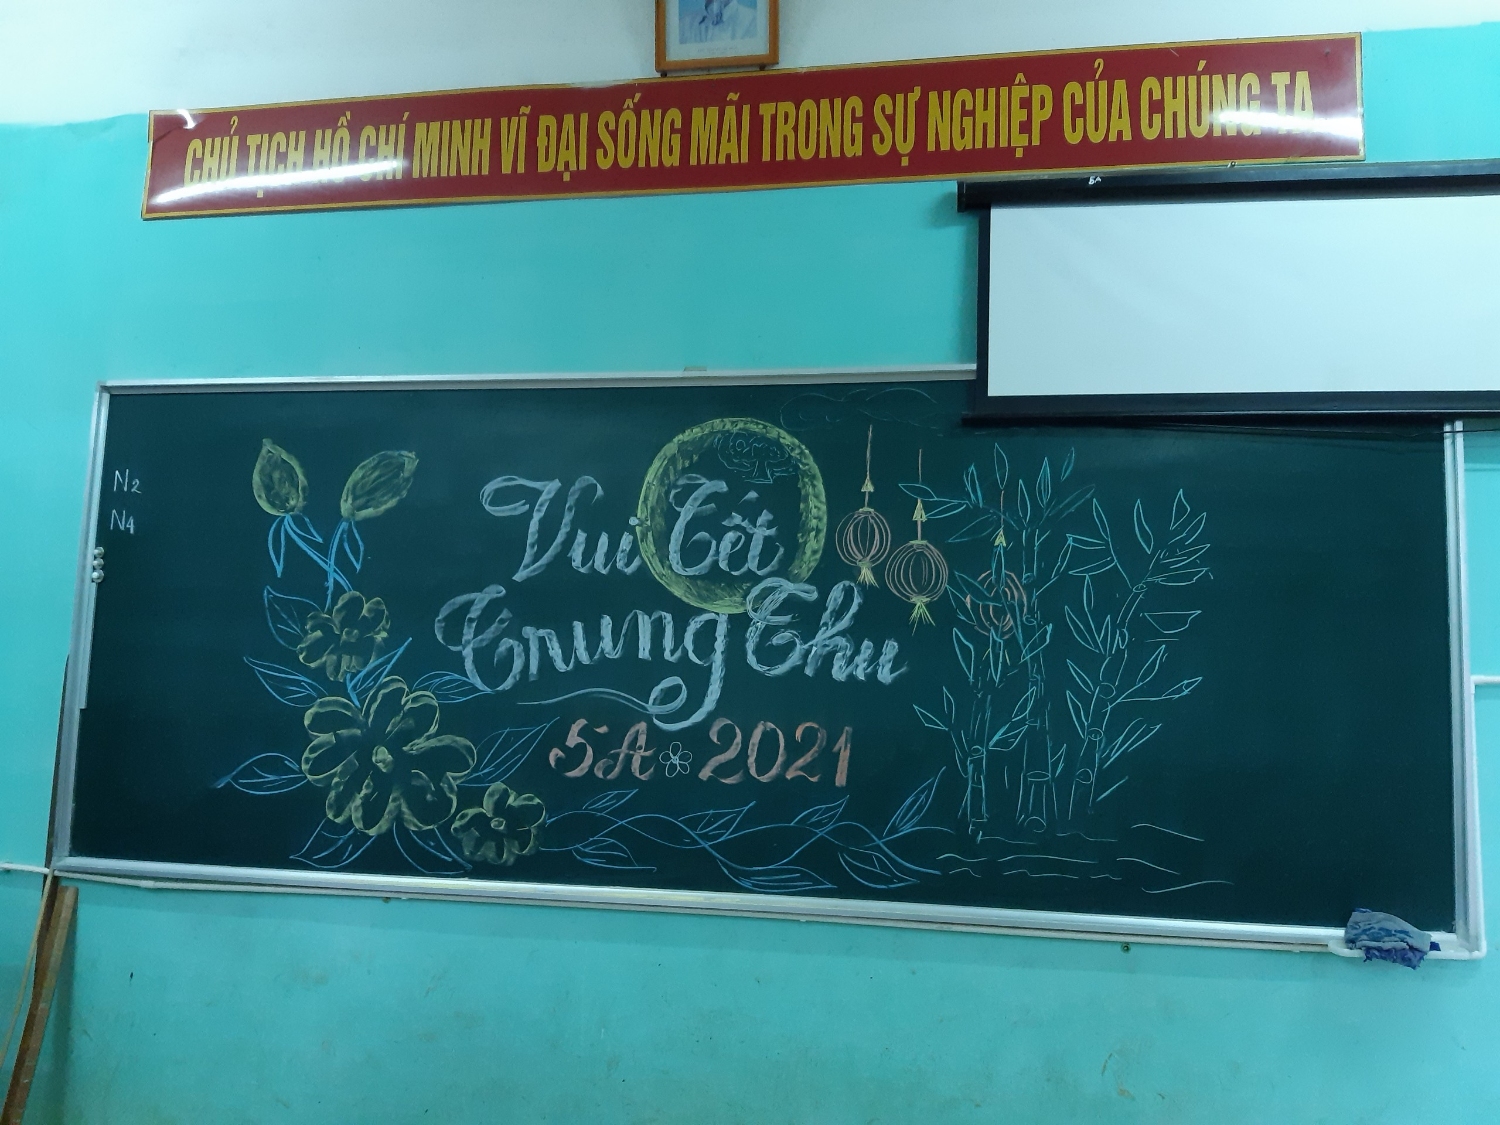 CHỦ TỊCH HỒ CHÍ MINH VĨ ĐẠI SỐNG MÃI TRONG SỰ NGHIỆP CỦA CHÚNG TA
5A
N2
N4
Vui Tết
Trung Thu
5A 2021